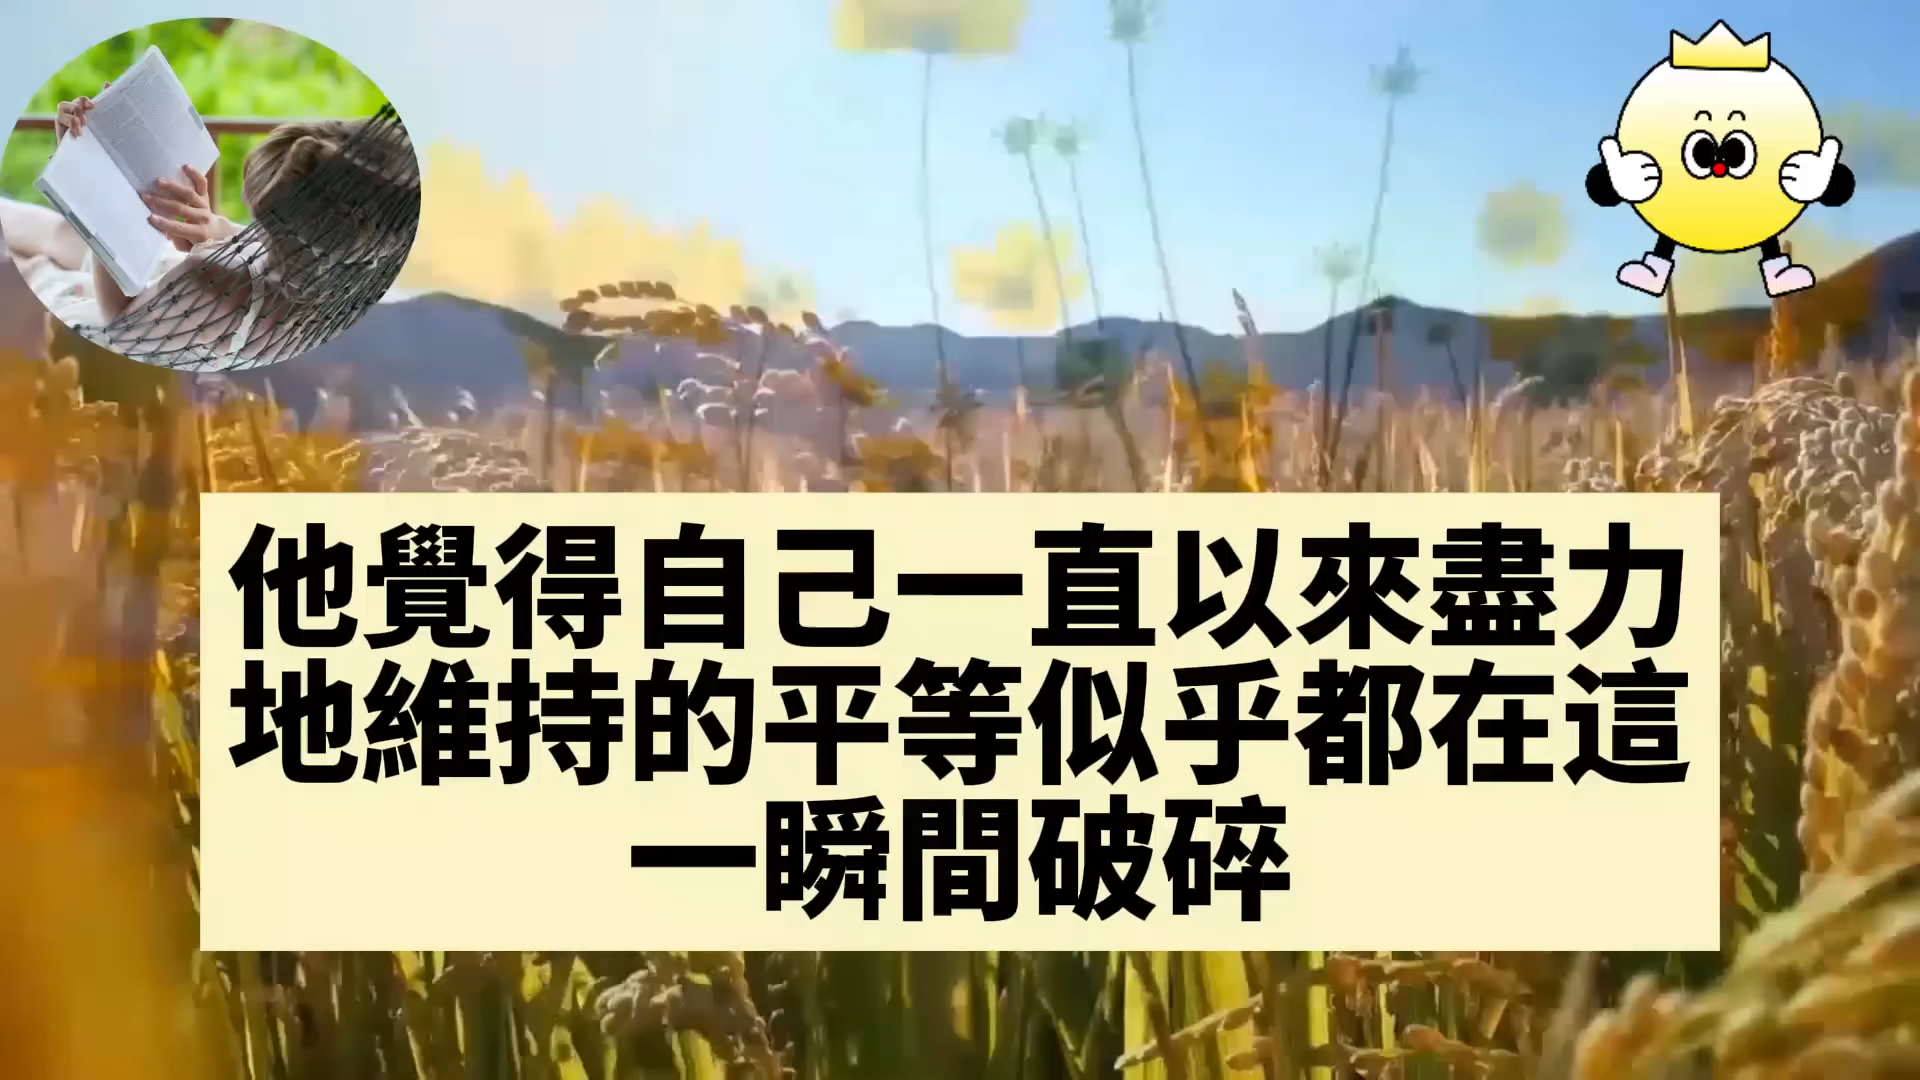 他覺得自己一直以來盡力
地維持的平等似乎都在這
一瞬間破碎